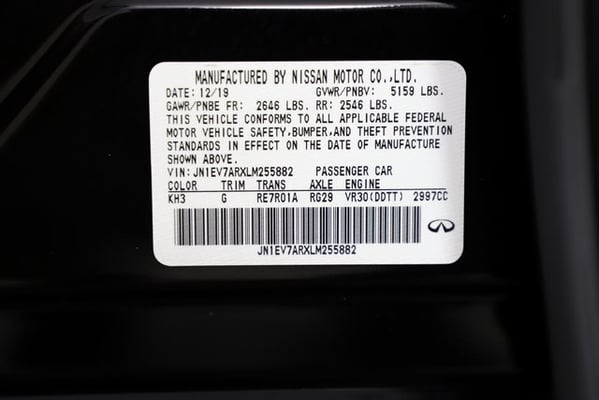 MANUFACTURED BY NISSAN MOTOR CO.,LTD.
DATE: 12/19 GVWR/PNBV: 5159 LBS.
GAWR/PNBE FR: 2646 LBS. RR: 2546 LBS.
THIS VEHICLE CONFORMS TO ALL APPLICABLE FEDERAL
MOTOR VEHICLE SAFETY,BUMPER,AND THEFT PREVENTION
STANDARDS IN EFFECT ON THE DATE OF MANUFACTURE
SHOWN ABOVE.
VIN: JN1EV7ARXLM255882 PASSENGER CAR
COLOR TRIM TRANS AXLE ENGINE
KH3 G RE7R01A RG29 VR30(DDTT) 2997CC
JN1EV7ARXLM255882